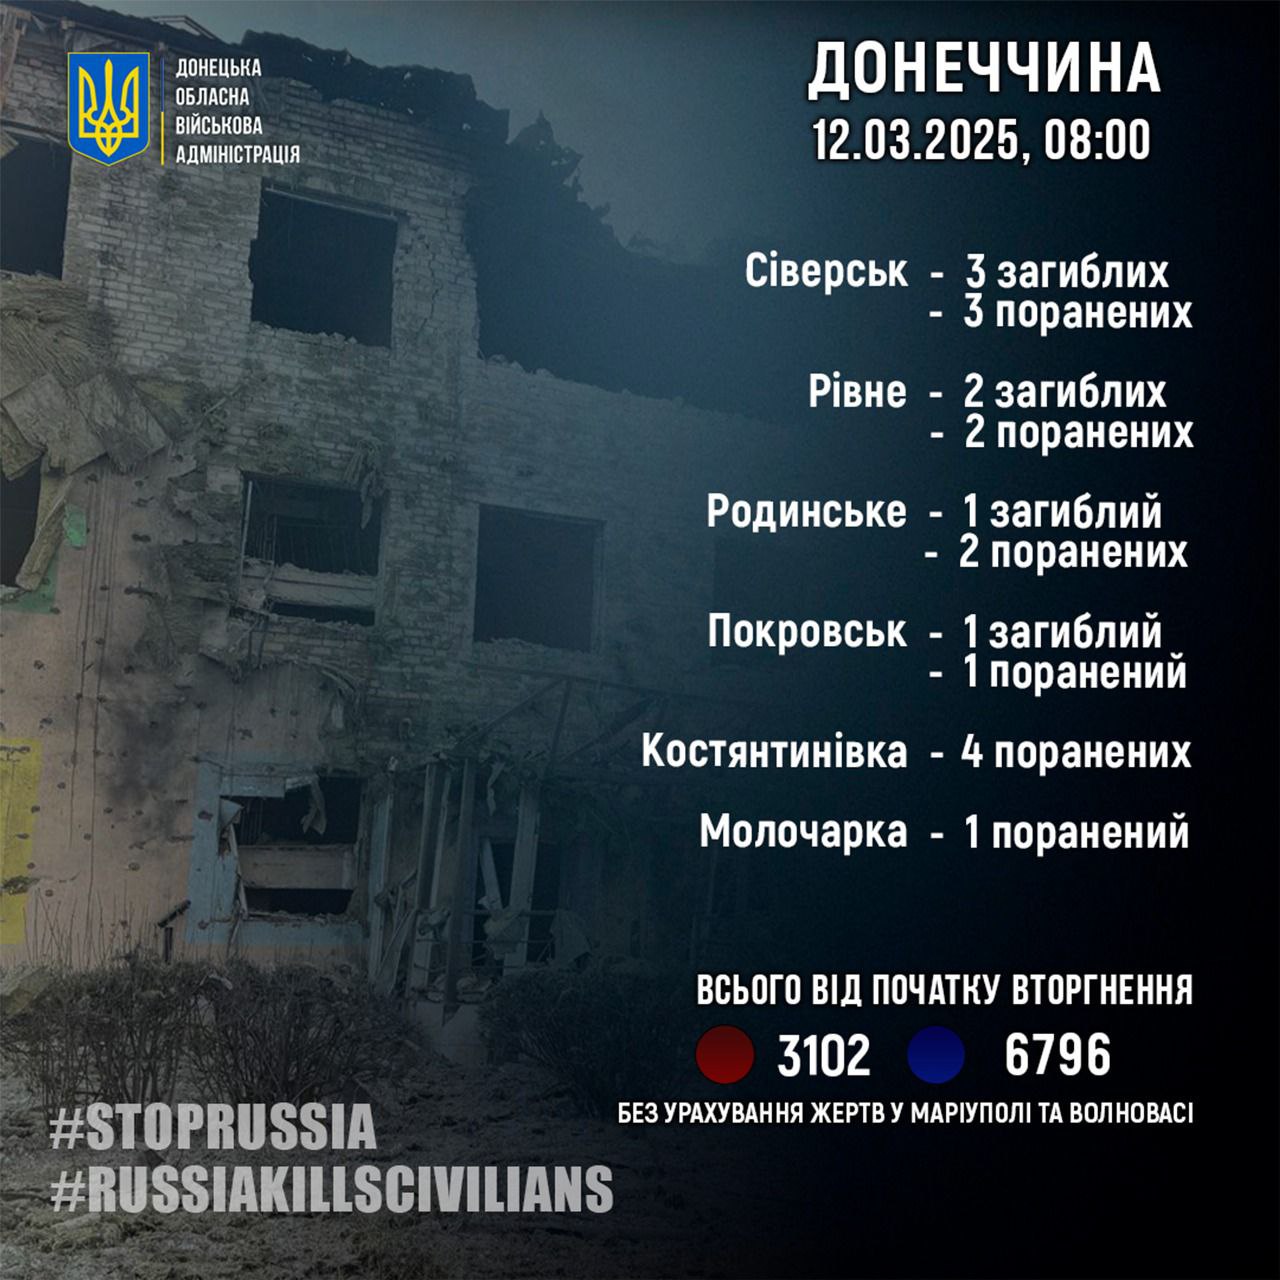 ДОНЕЦЬКА
ОБЛАСНА
ВІЙСЬКОВА
АДМІНІСТРАЦІЯ
ДОНЕЧЧИНА
12.03.2025, 08:00
Сіверськ - 3 загиблих
- 3 поранених
Рівне - 2 загиблих
- 2 поранених
Родинське - 1 загиблий
- 2 поранених
Покровськ - 1 загиблий
- 1 поранений
Костянтинівка - 4 поранених
Молочарка - 1 поранений
ВСЬОГО ВІД ПОЧАТКУ ВТОРГНЕННЯ
3102 6796
БЕЗ УРАХУВАННЯ ЖЕРТВ У МАРІУПОЛІ ТА ВОЛНОВАСІ
#STOPRUSSIA
#RUSSIAKILLSCIVILIANS